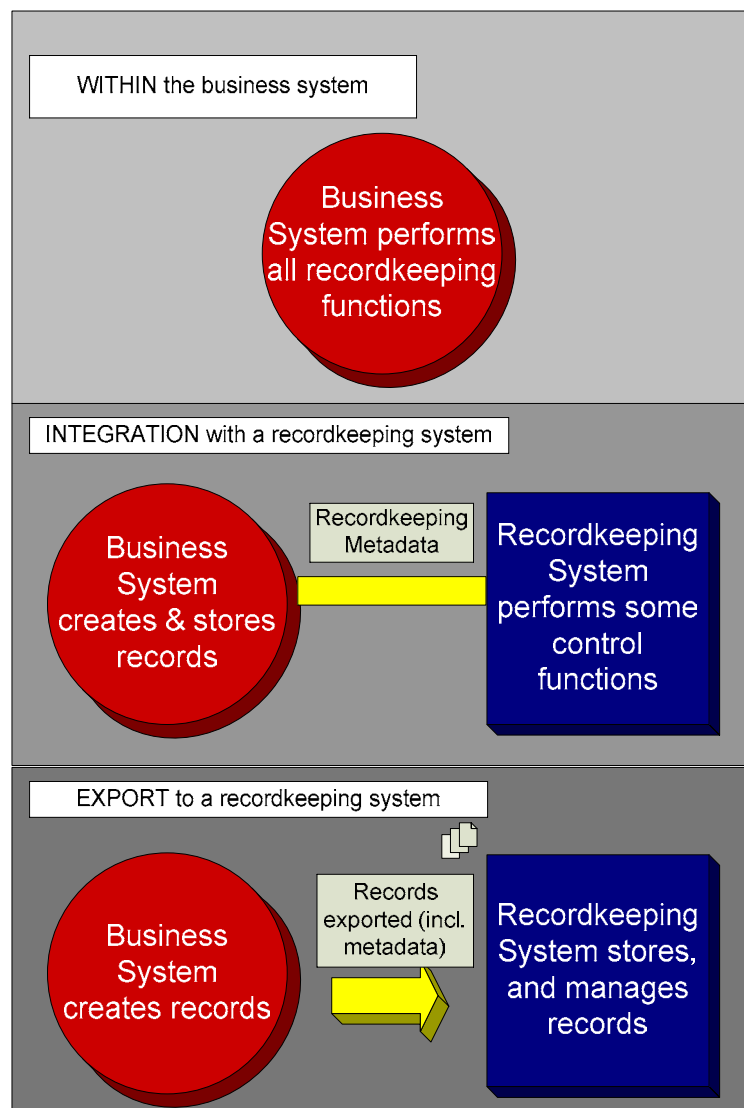 WITHIN the business system
Business
System performs
all recordkeeping
functions
INTEGRATION with a recordkeeping system
Business
System
creates & stores
records
Recordkeeping
Metadata
Recordkeeping
System
performs some
control
functions
EXPORT to a recordkeeping system
Business
System
creates records
Records
exported (incl.
metadata)
Recordkeeping
System stores,
and manages
records